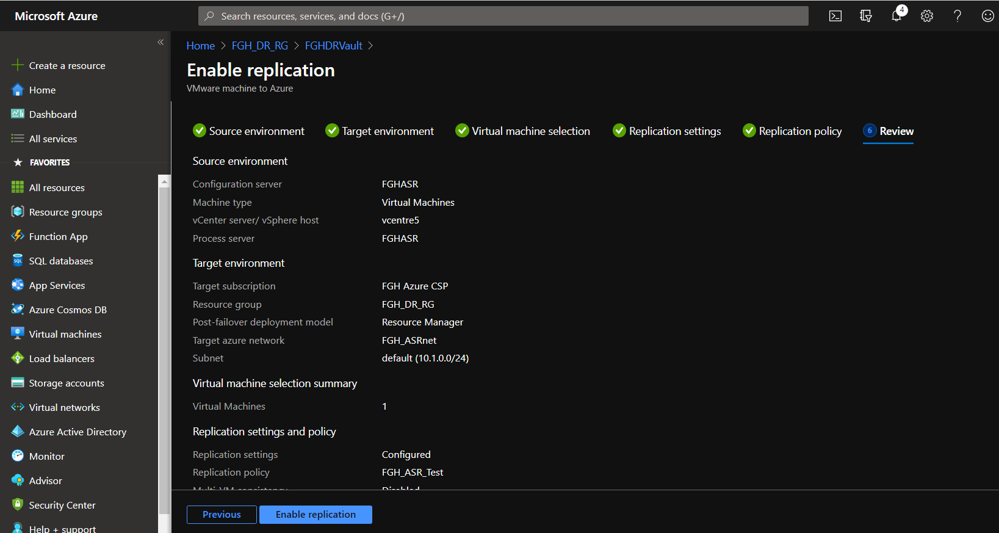 Microsoft Azure
Search resources, services, and docs (G+/)
4
Create a resource
Home
Dashboard
All services
FAVORITES
All resources
Resource groups
Function App
SQL databases
App Services
Azure Cosmos DB
Virtual machines
Load balancers
Storage accounts
Virtual networks
Azure Active Directory
Monitor
Advisor
Security Center
Help + support
Home > FGH_DR_RG > FGHDRVault >
Enable replication
VMware machine to Azure
Source environment Target environment Virtual machine selection Replication settings Replication policy 6 Review
Source environment
Configuration server FGHASR
Machine type Virtual Machines
vCenter server/ vSphere host vcentre5
Process server FGHASR
Target environment
Target subscription FGH Azure CSP
Resource group FGH_DR_RG
Post-failover deployment model Resource Manager
Target azure network FGH_ASRnet
Subnet default (10.1.0.0/24)
Virtual machine selection summary
Virtual Machines 1
Replication settings and policy
Replication settings Configured
Replication policy FGH_ASR_Test
Multi-VM consistency Disabled
Previous Enable replication